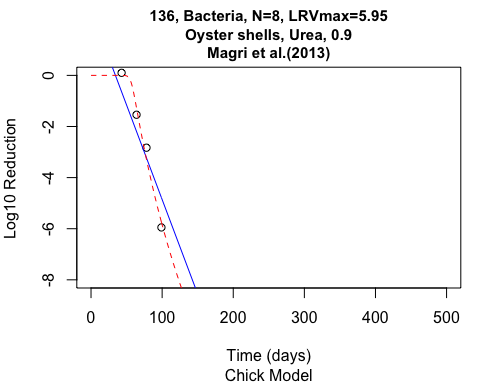 136, Bacteria, N=8, LRVmax=5.95
Oyster shells, Urea, 0.9
Magri et al.(2013)
Log10 Reduction
0
-2
-4
-6
-8
0 100 200 300 400 500
Time (days)
Chick Model